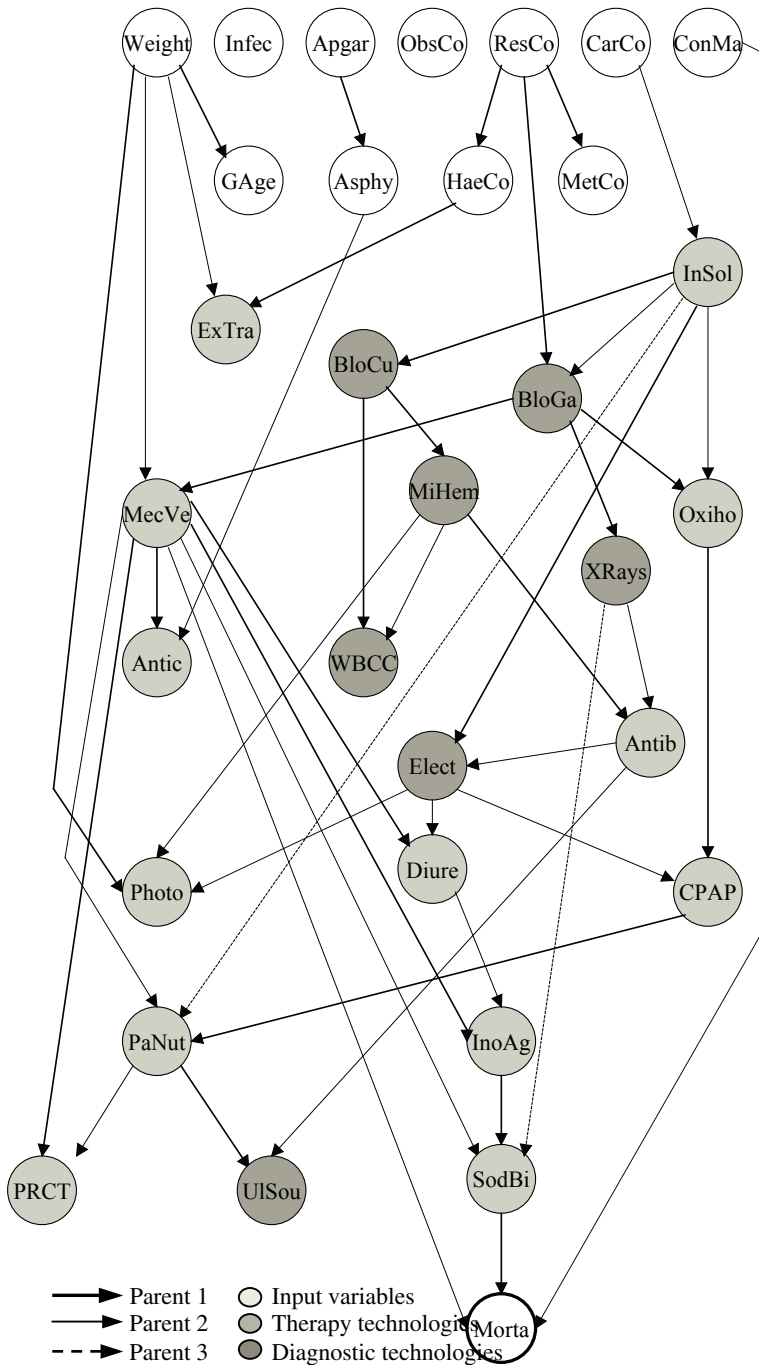 Weight Infec Apgar ObsCo ResCo CarCo ConMa
GAge Asphy HaeCo MetCo
InSol
ExTra
BloCu
BloGa
MiHem
MecVe Oxiho
XRays
Antic WBCC
Antib
Elect
Diure
Photo CPAP
PaNut InoAg
SodBi
PRCT UlSou
Parent 1 Input variables
Parent 2 Therapy technologies
Morta
Parent 3 Diagnostic technologies